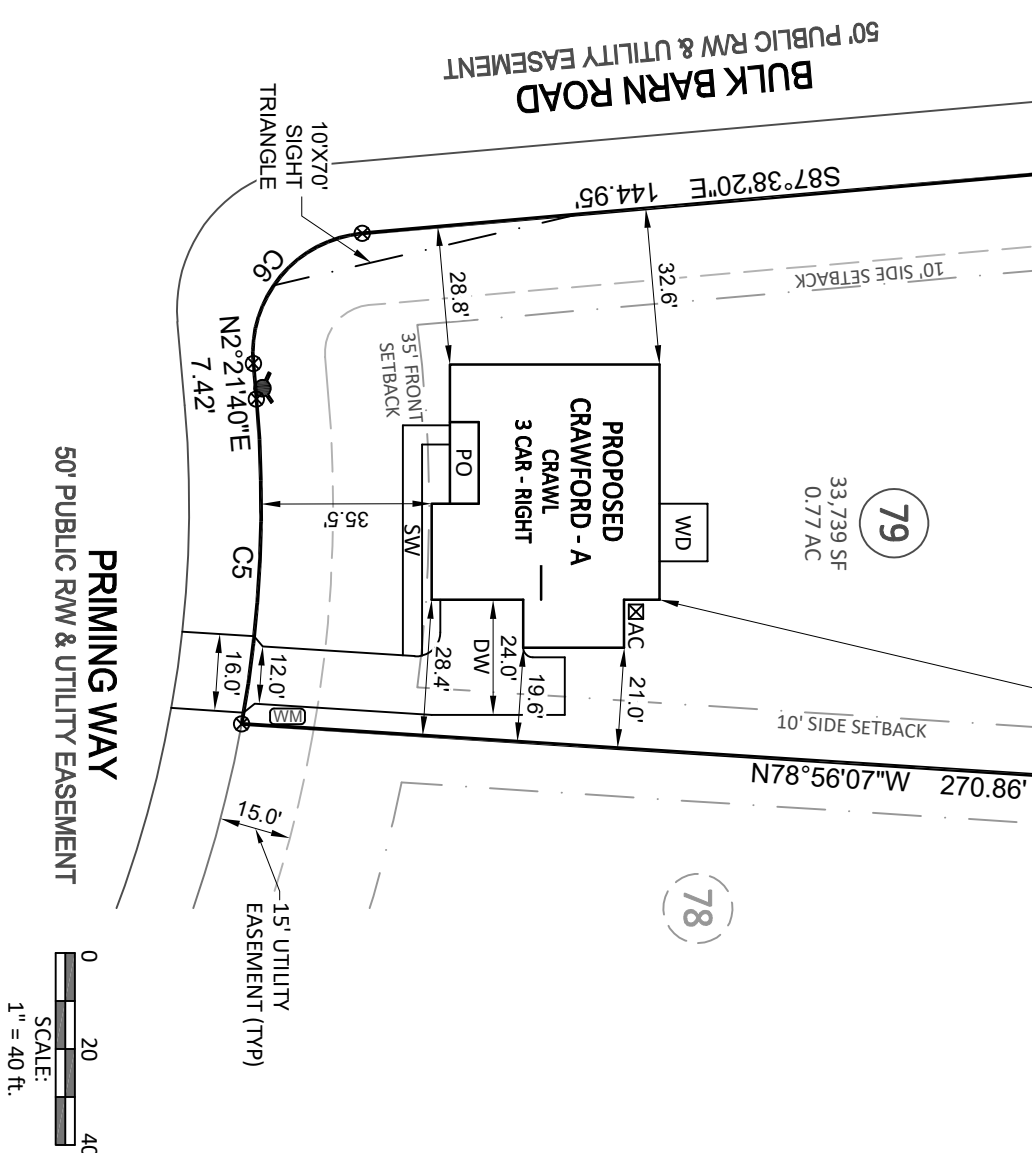 50' PUBLIC R/W & UTILITY EASEMENT
BULK BARN ROAD
10'X70'
SIGHT
TRIANGLE
S87°38'20"E 144.95'
10' SIDE SETBACK
32.6'
28.8'
C6
N2°21'40"E
7.42'
35' FRONT
SETBACK
PROPOSED
CRAWFORD - A
CRAWL
3 CAR - RIGHT
PO
WD
79
33,739 SF
0.77 AC
35.5'
SW
C5
AC
DW
24.0'
28.4'
19.6'
21.0'
16.0'
12.0'
WM
10' SIDE SETBACK
N78°56'07"W 270.86'
PRIMING WAY
50' PUBLIC R/W & UTILITY EASEMENT
15.0'
15' UTILITY
EASEMENT (TYP)
78
0 20 40
SCALE:
1" = 40 ft.